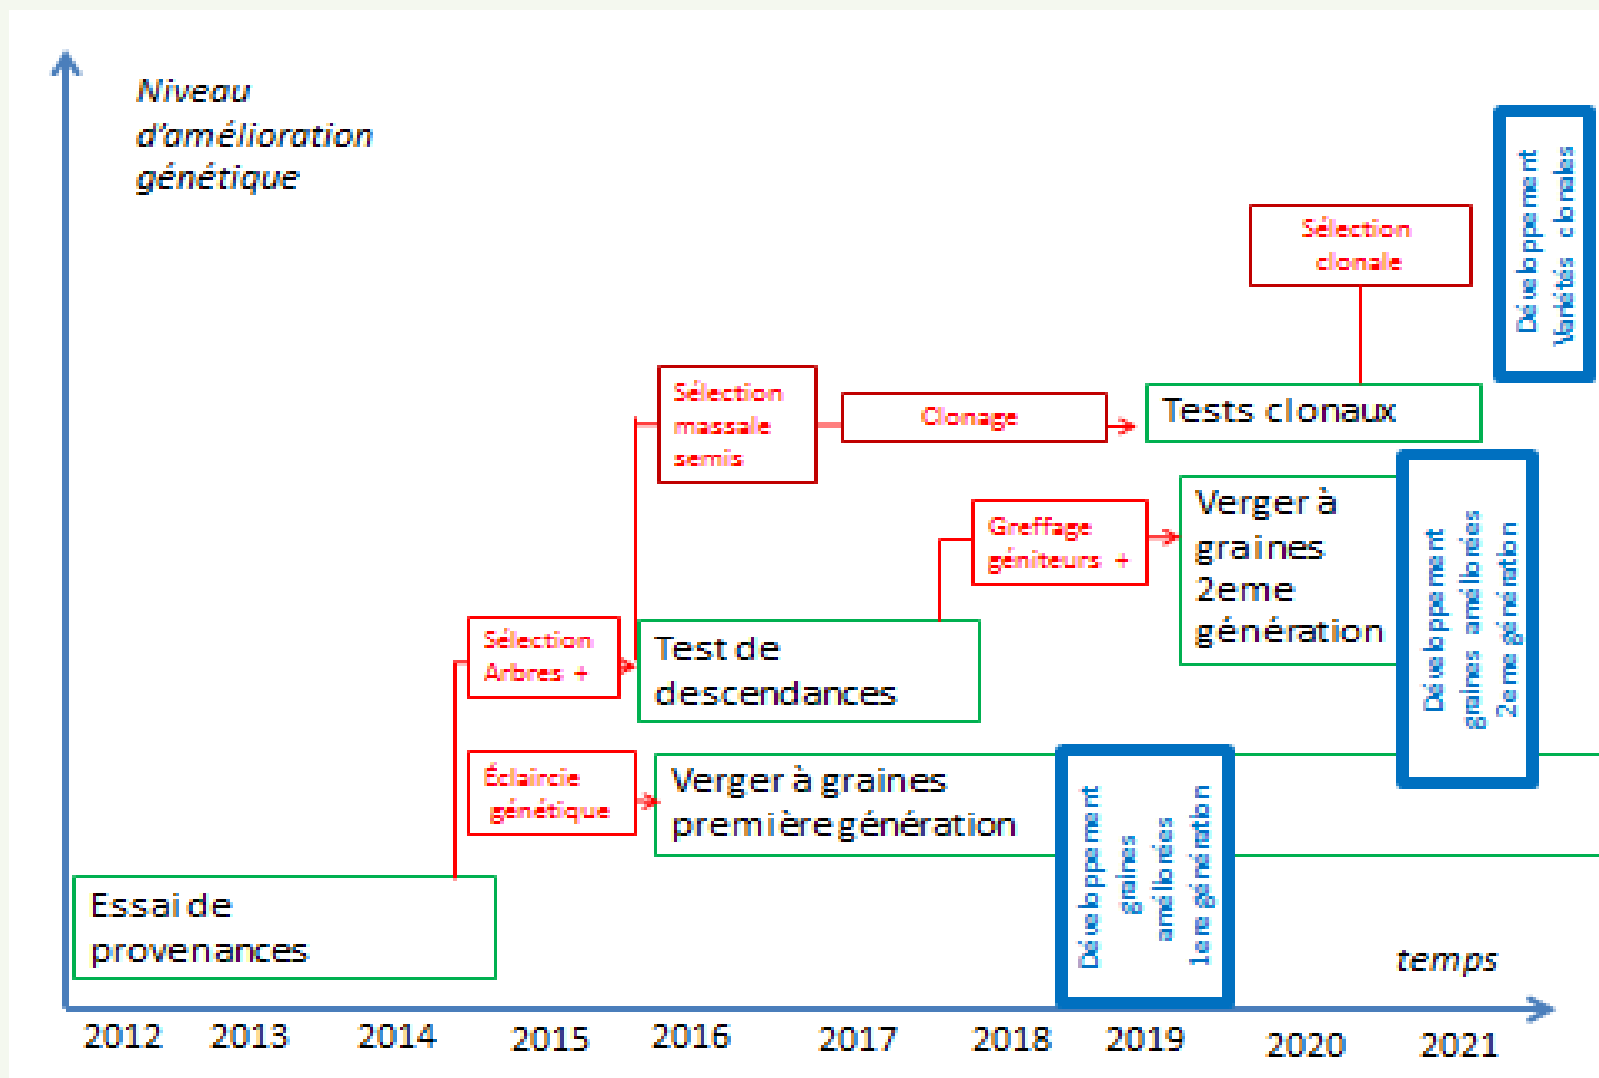 Niveau
d'amélioration
génétique
Développement
Variétés clonales
Sélection
clonale
Sélection
massale
semis
Clonage
Tests clonaux
Greffage
géniteurs +
Verger à
graines
2eme
génération
Développement
graines améliorées
2eme génération
Sélection
Arbres +
Test de
descendances
Éclaircie
génétique
Verger à graines
première génération
Développement
graines
améliorées
1ere génération
Essai de
provenances
temps
2012 2013 2014 2015 2016 2017 2018 2019 2020 2021